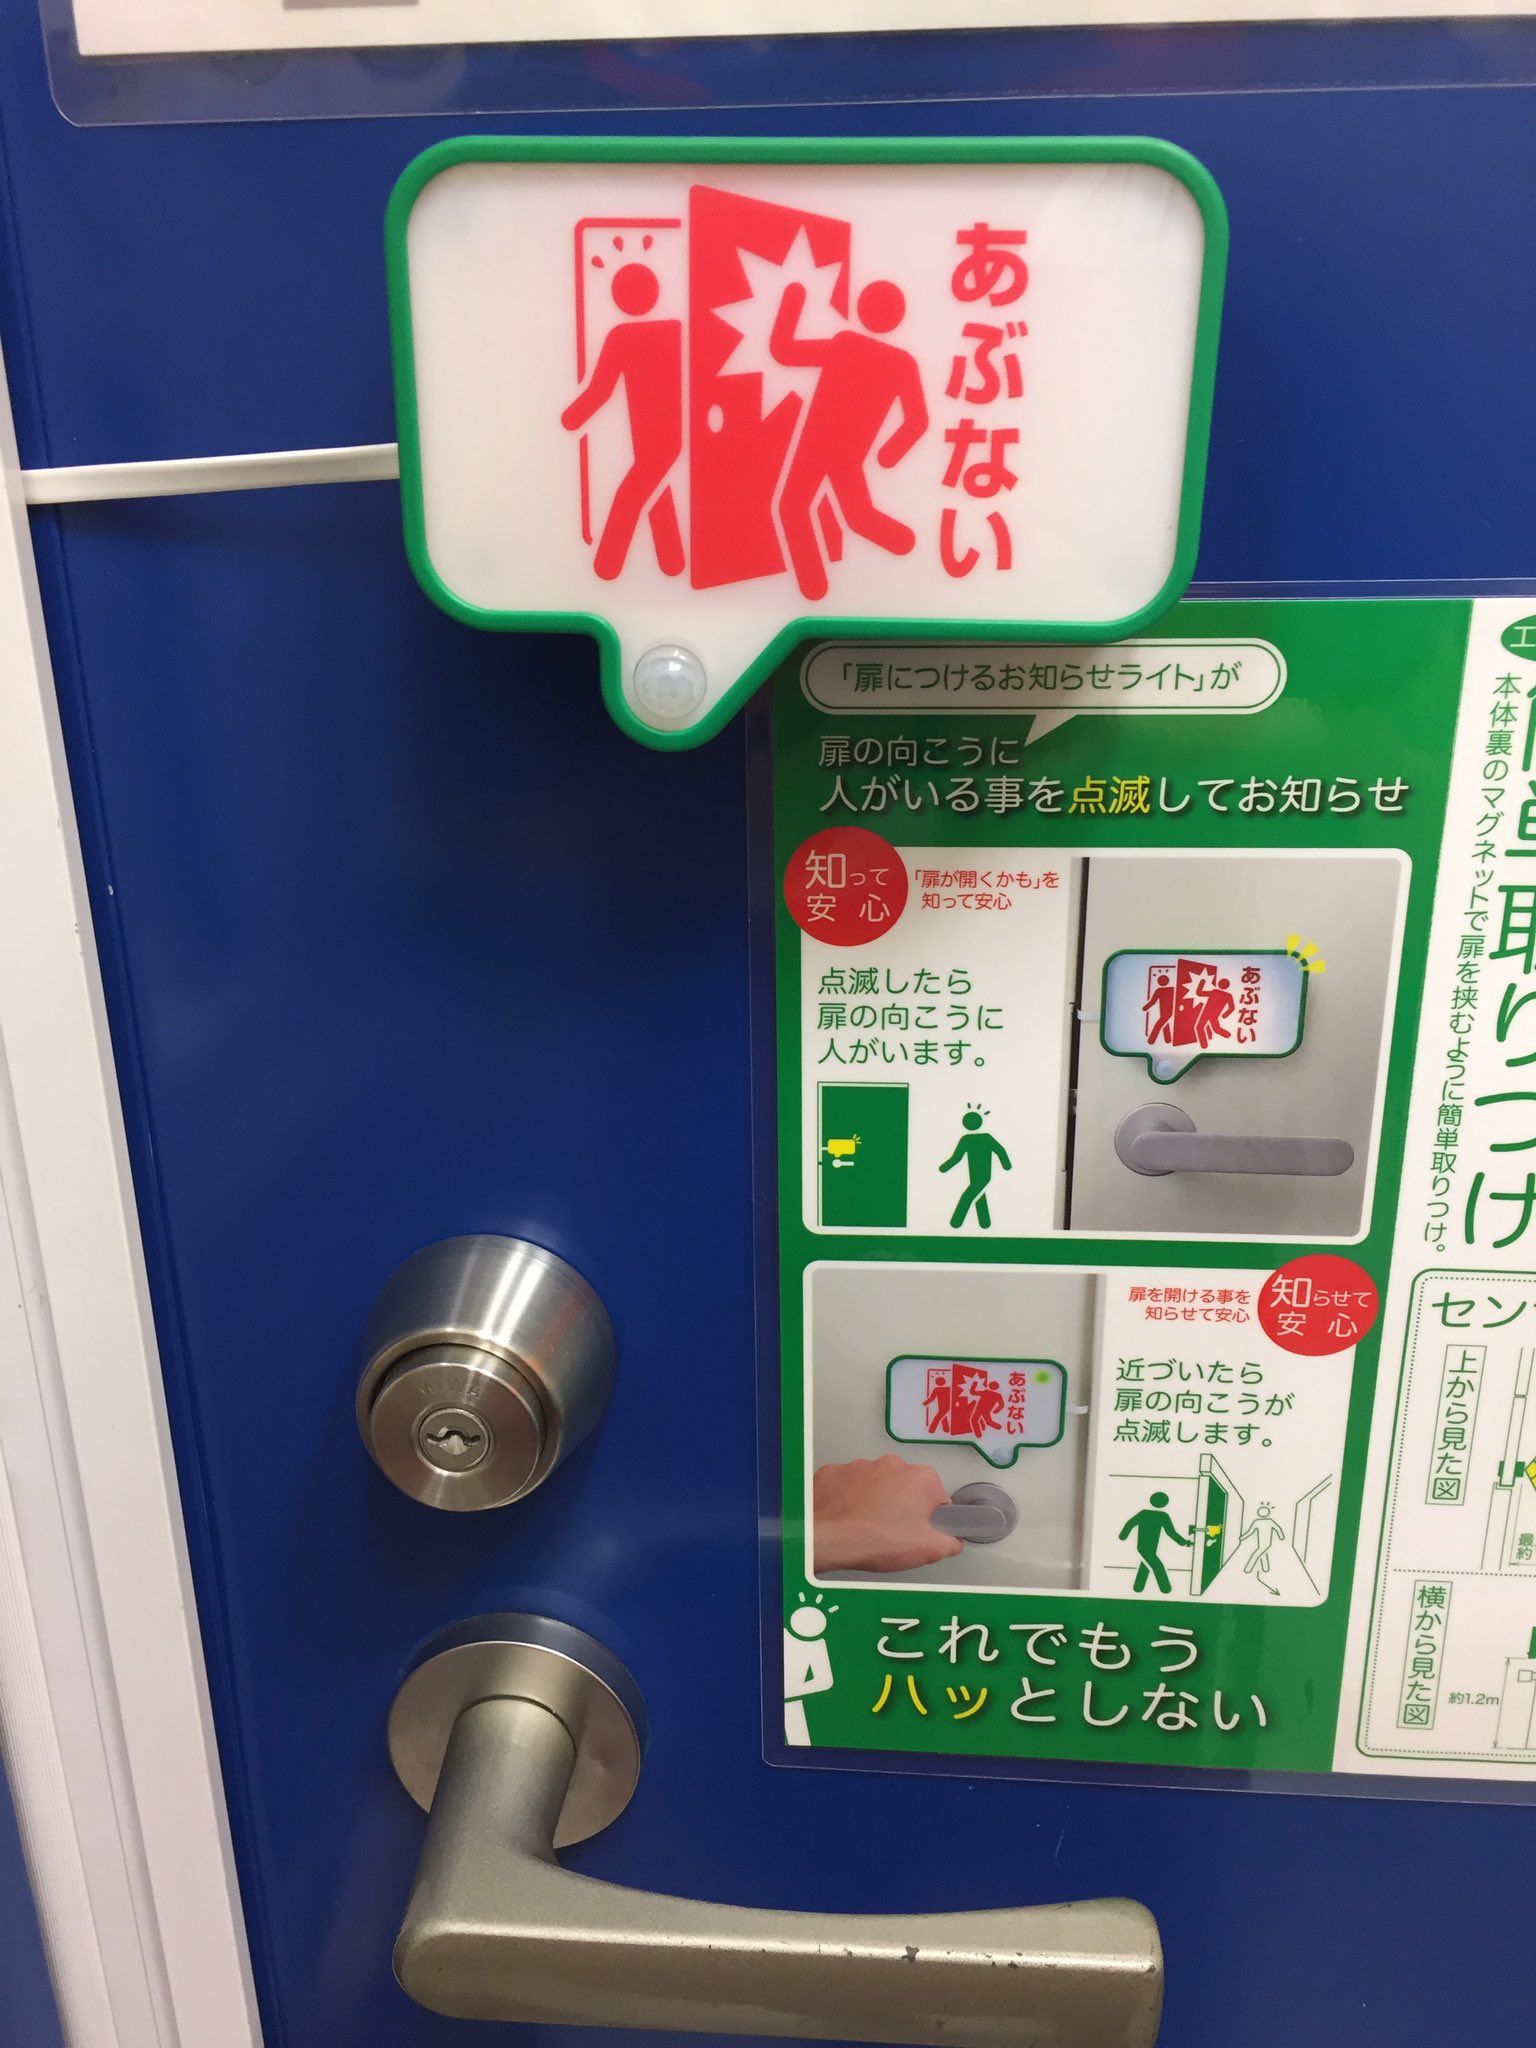 あぶない
「扉につけるお知らせライト」が
扉の向こうに
人がいる事を点滅してお知らせ
知って
安心
「扉が開くかも」を
知って安心
点滅したら
扉の向こうに
人がいます。
あぶない
扉を開ける事を
知らせて安心
知らせて
安心
あぶない
近づいたら
扉の向こうが
点滅します。
これでもう
ハッとしない
MIWA
本体裏のマグネットで扉を挟むように簡単取りつけ。
単取りつけ
セン
上から見た図
横から見た図
約1.2m